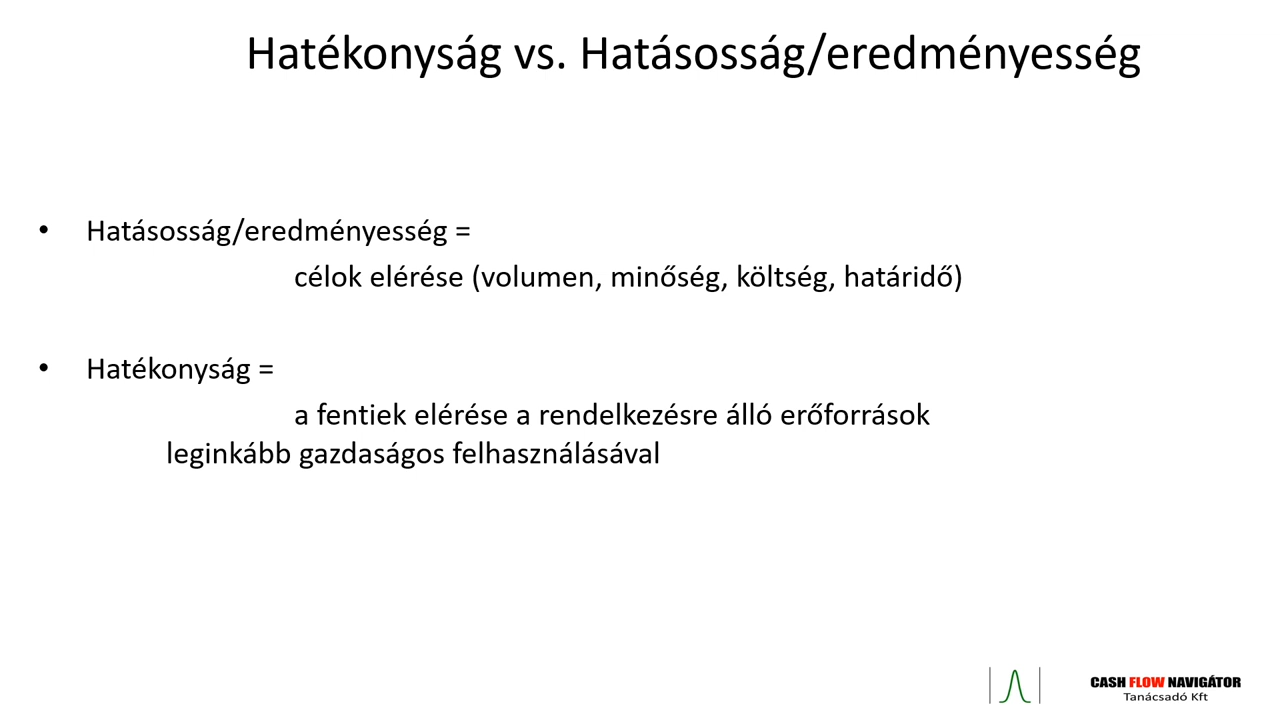 Hatékonyság vs. Hatásosság/eredményesség
• Hatásosság/eredményesség =
célok elérése (volumen, minőség, költség, határidő)
• Hatékonyság =
a fentiek elérése a rendelkezésre álló erőforrások
leginkább gazdaságos felhasználásával
CASH FLOW NAVIGÁTOR
Tanácsadó Kft